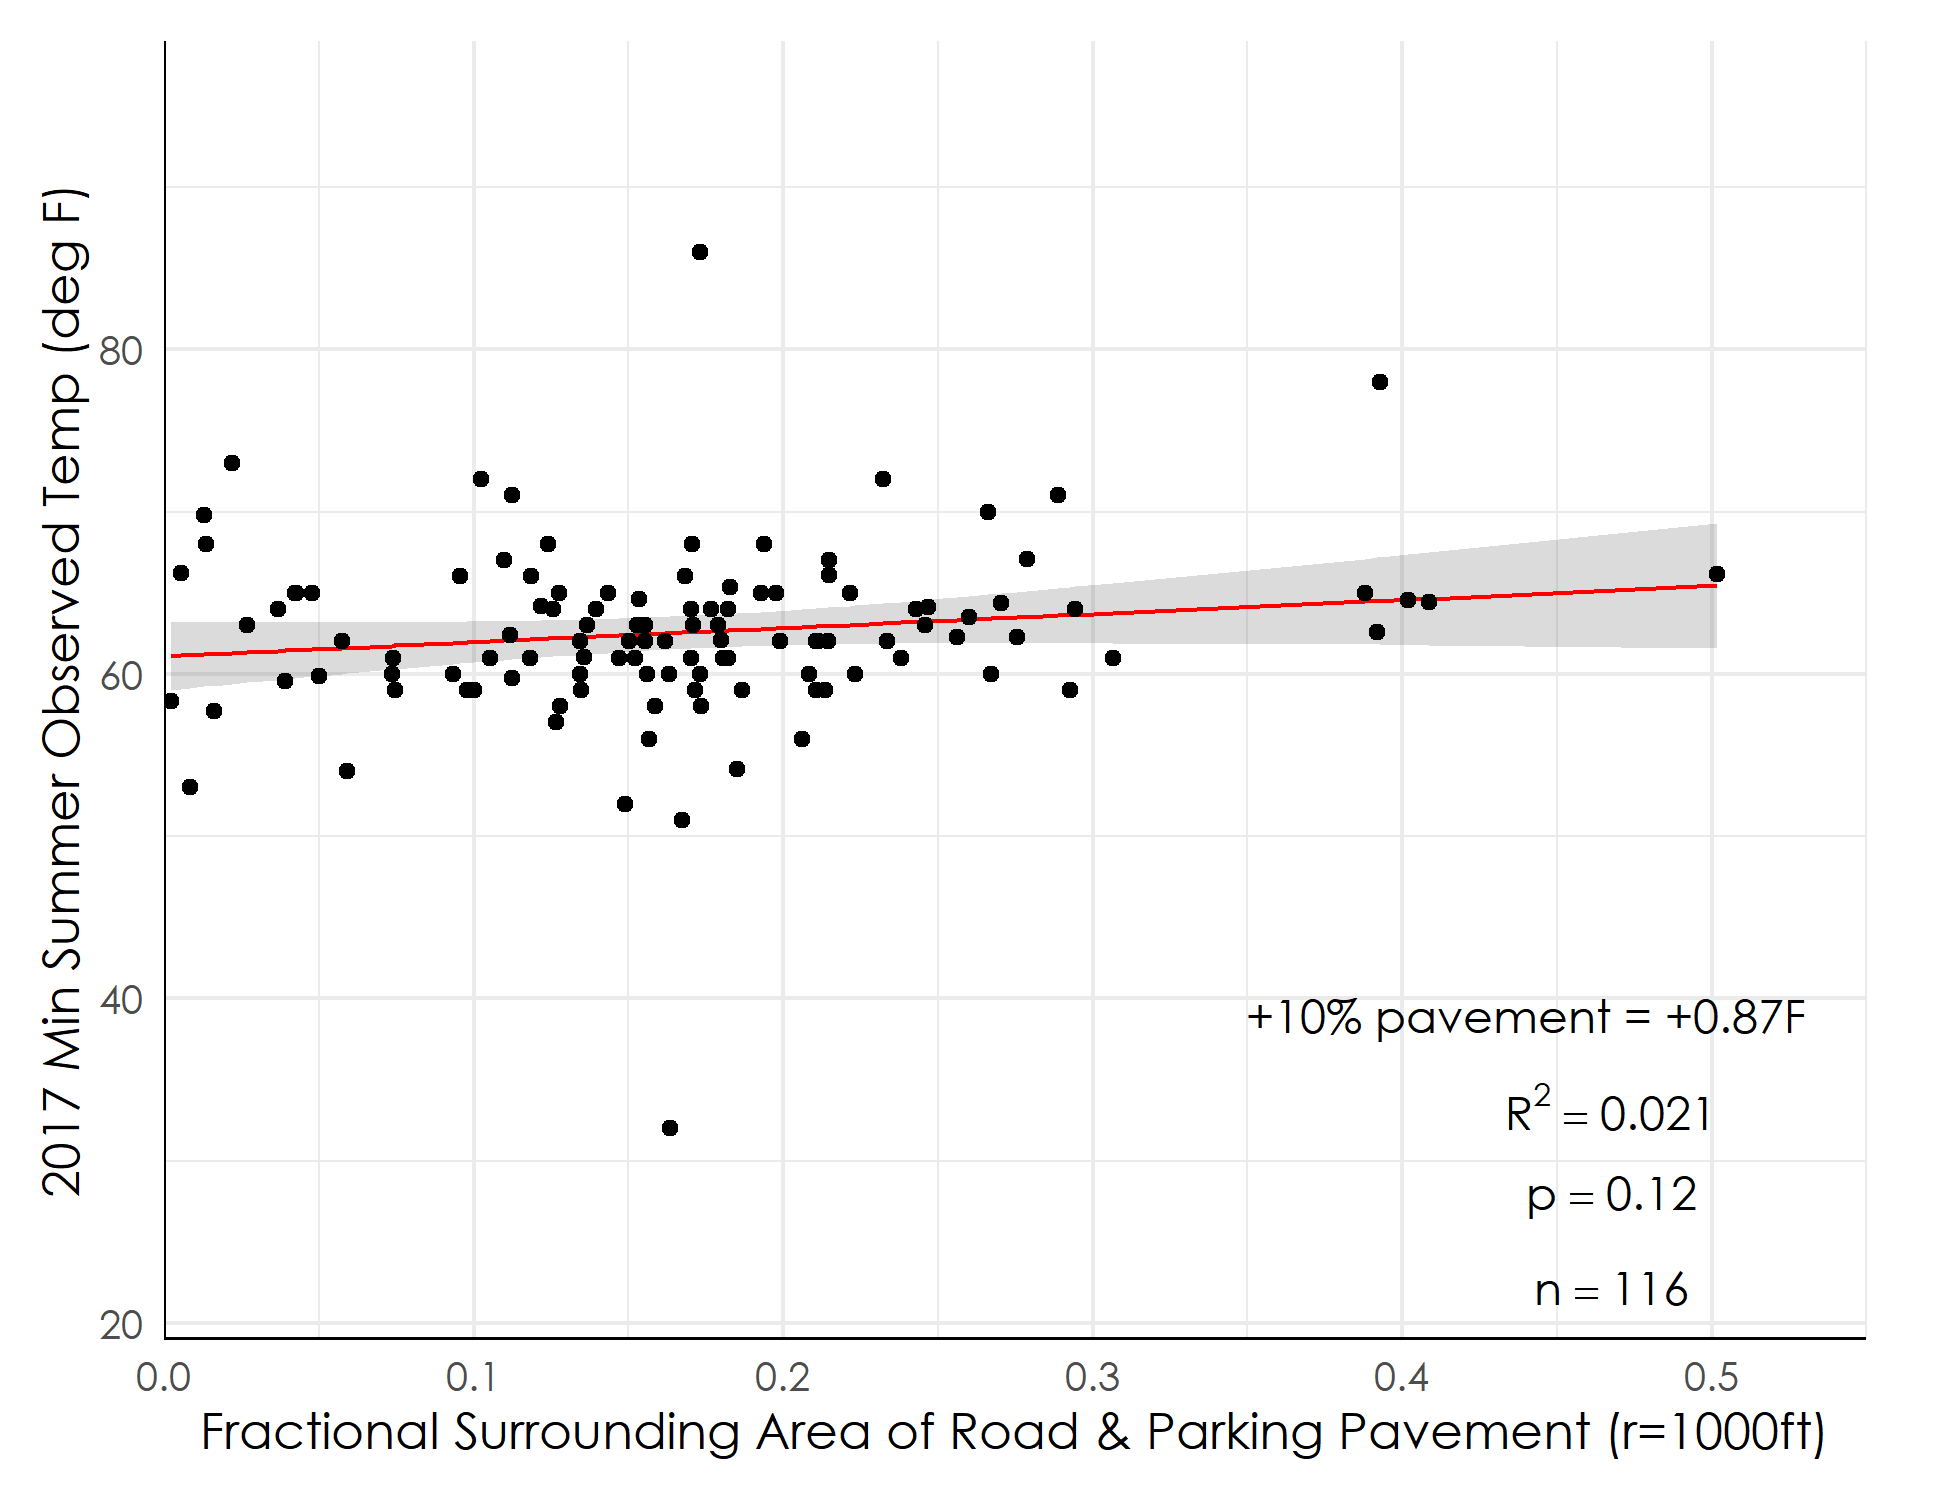 2017 Min Summer Observed Temp (deg F)
80
60
40
20
+10% pavement = +0.87F
R² = 0.021
p = 0.12
n = 116
0.0 0.1 0.2 0.3 0.4 0.5
Fractional Surrounding Area of Road & Parking Pavement (r=1000ft)